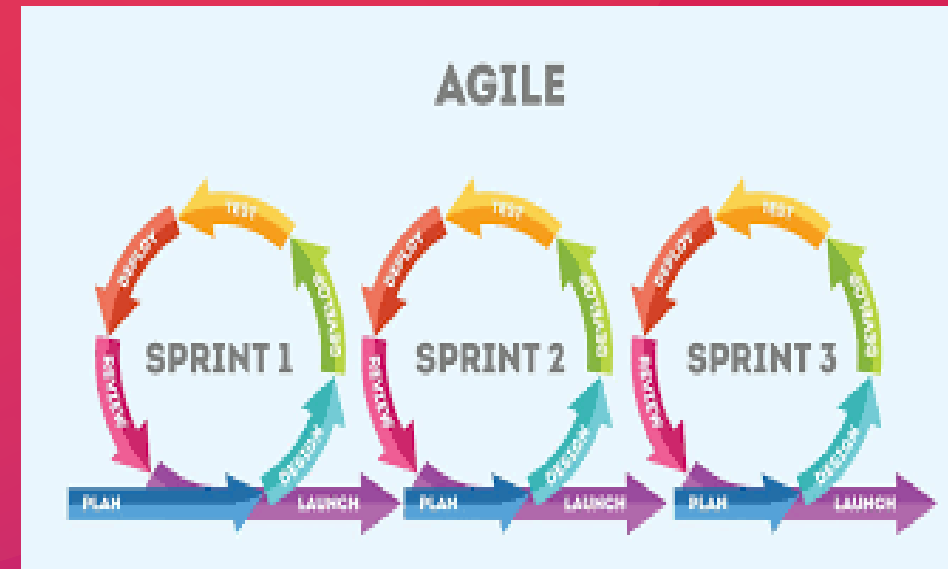 AGILE
TEST
DEPLOY
DEVELOP
SPRINT 1
REVIEW
DESIGN
PLAN
LAUNCH
TEST
DEPLOY
DEVELOP
SPRINT 2
REVIEW
DESIGN
PLAN
LAUNCH
TEST
DEPLOY
DEVELOP
SPRINT 3
REVIEW
DESIGN
PLAN
LAUNCH